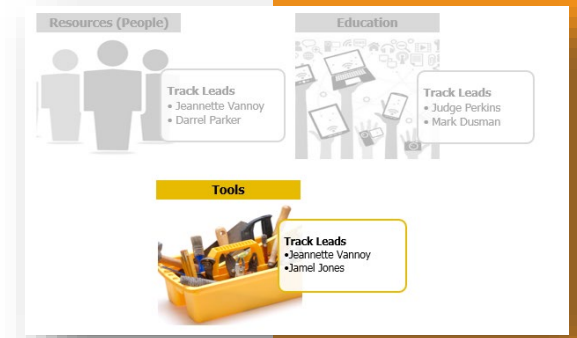 Resources (People)
Track Leads
• Jeannette Vannoy
• Darrel Parker
Education
Track Leads
• Judge Perkins
• Mark Dusman
Tools
Track Leads
•Jeannette Vannoy
•Jamel Jones